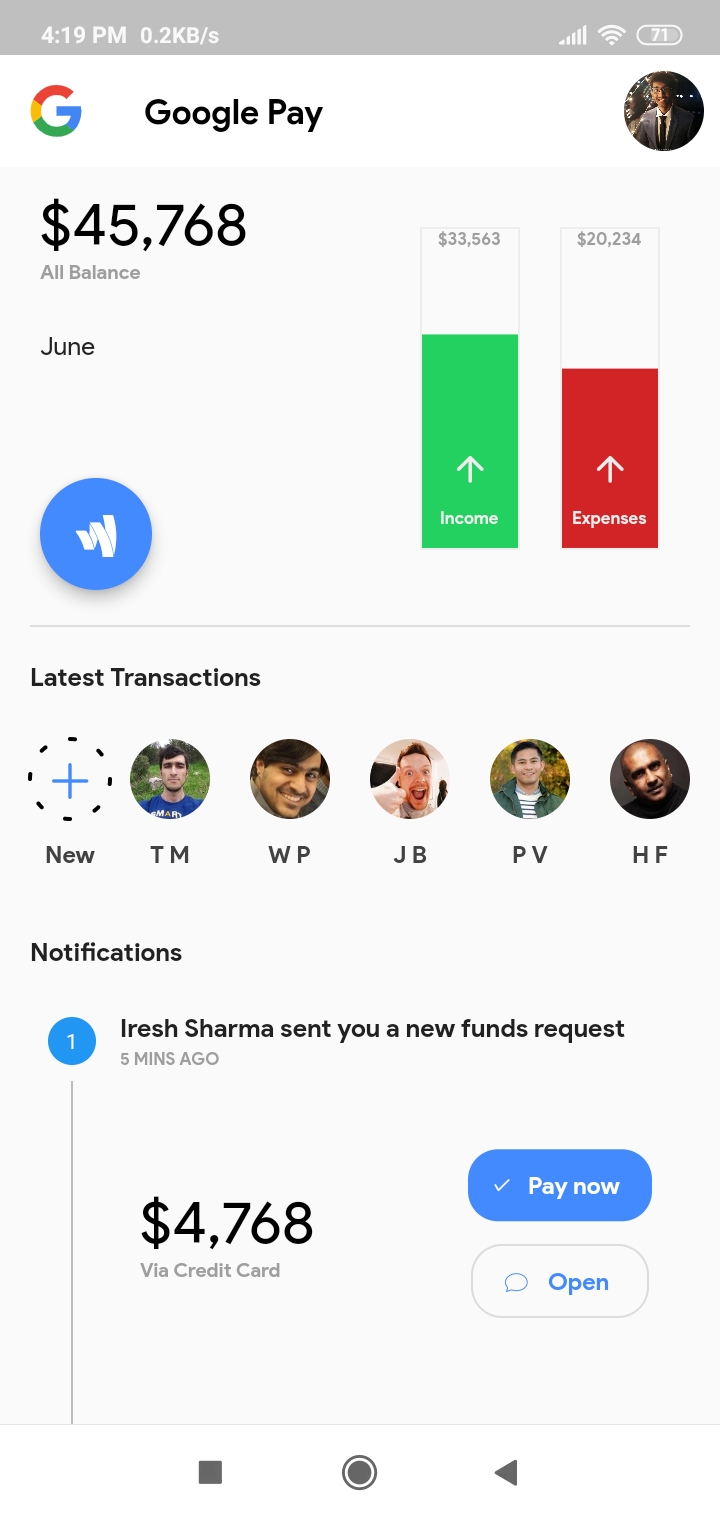 4:19 PM 0.2KB/s 71
Google Pay
$45,768
All Balance
June
$33,563 $20,234
Income Expenses
Latest Transactions
SMART
New T M W P J B P V H F
Notifications
1 Iresh Sharma sent you a new funds request
5 MINS AGO
$4,768
Via Credit Card
Pay now
Open